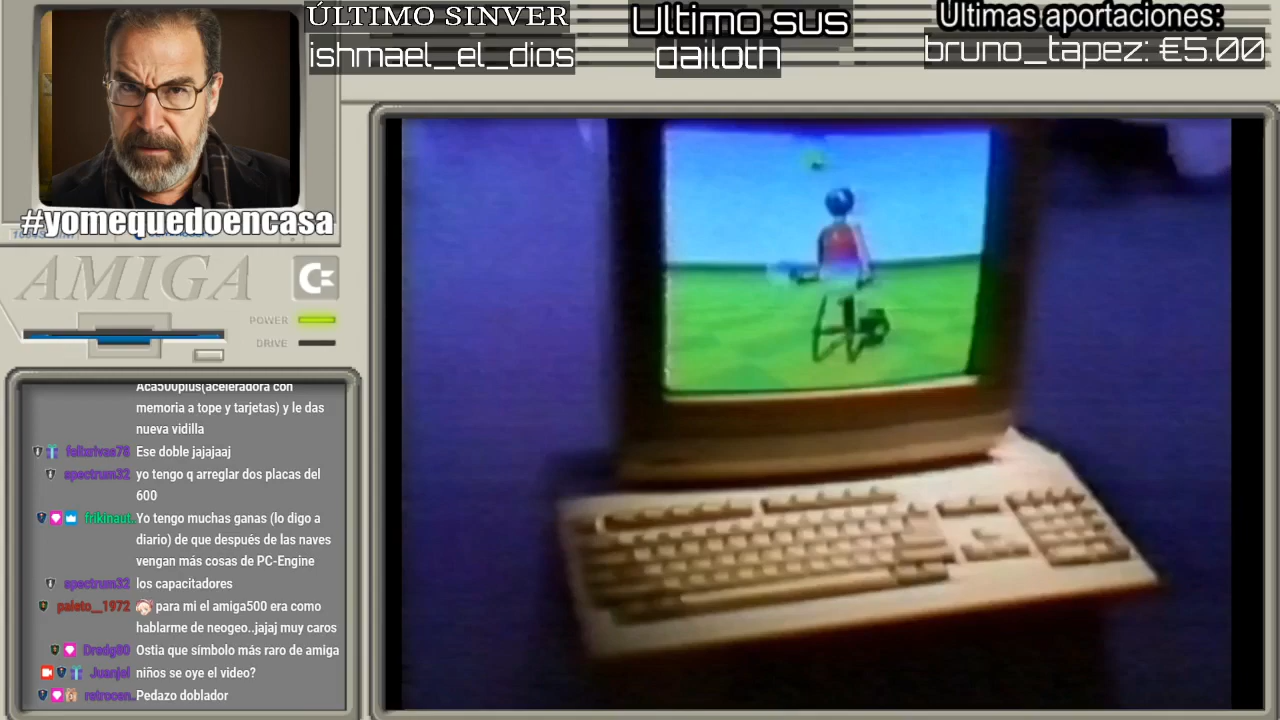 ÚLTIMO SINVER
ishmael_el_dios
Ultimo sus
dailoth
Últimas aportaciones:
bruno_tapez: €5.00
#yomequedoencasa
AMIGA
POWER
DRIVE
Aca500plus(aceleradora con
memoria a tope y tarjetas) y le das
nueva vidilla
felixrivas78 Ese doble jajajaaj
spectrum32 yo tengo q arreglar dos placas del
600
frikinaut.. Yo tengo muchas ganas (lo digo a
diario) de que después de las naves
vengan más cosas de PC-Engine
spectrum32 los capacitadores
paleto__1972 para mi el amiga500 era como
hablarme de neogeo..jajaj muy caros
Dredg80 Ostia que símbolo más raro de amiga
Juanjel niños se oye el video?
retrocen.. Pedazo doblador